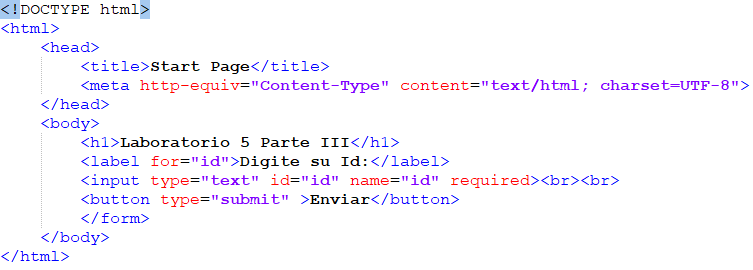 <!DOCTYPE html>
<html>
    <head>
        <title>Start Page</title>
        <meta http-equiv="Content-Type" content="text/html; charset=UTF-8">
    </head>
    <body>
        <h1>Laboratorio 5 Parte III</h1>
        <label for="id">Digite su Id:</label>
        <input type="text" id="id" name="id" required><br><br>
        <button type="submit" >Enviar</button>
        </form>
    </body>
</html>